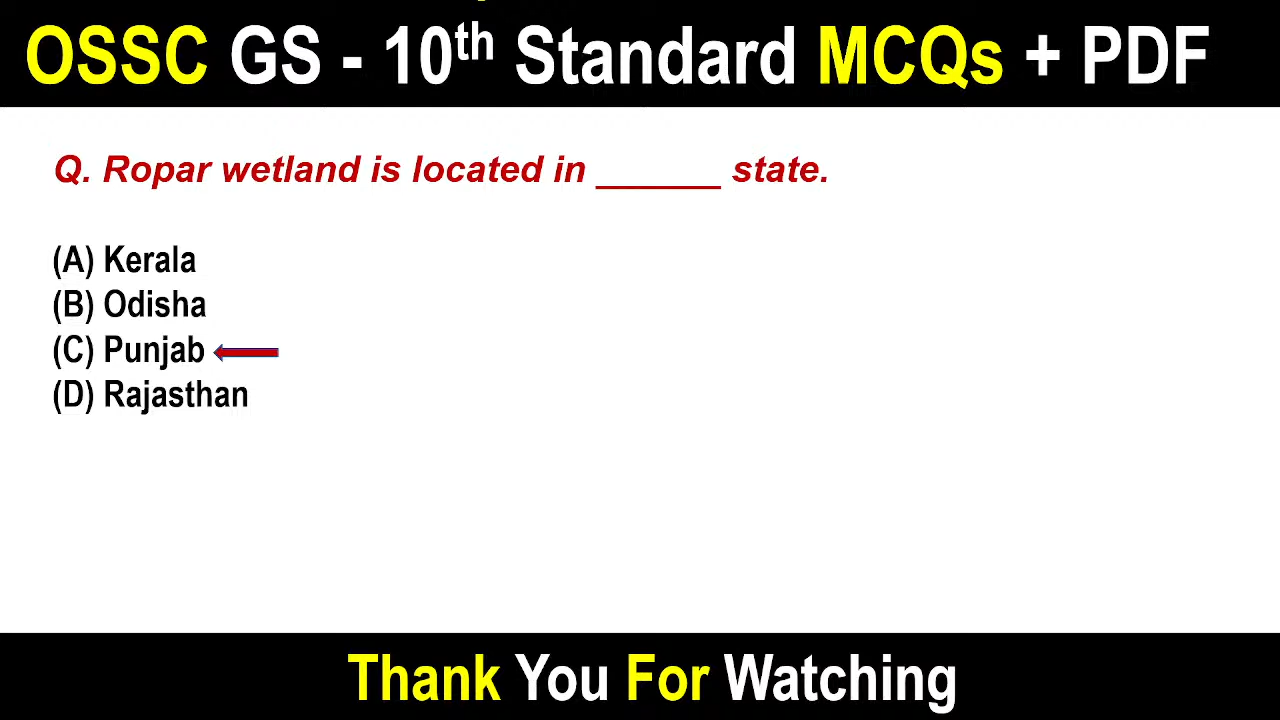 OSSC GS - 10th Standard MCQs + PDF
Q. Ropar wetland is located in ______ state.
(A) Kerala
(B) Odisha
(C) Punjab
(D) Rajasthan
Thank You For Watching